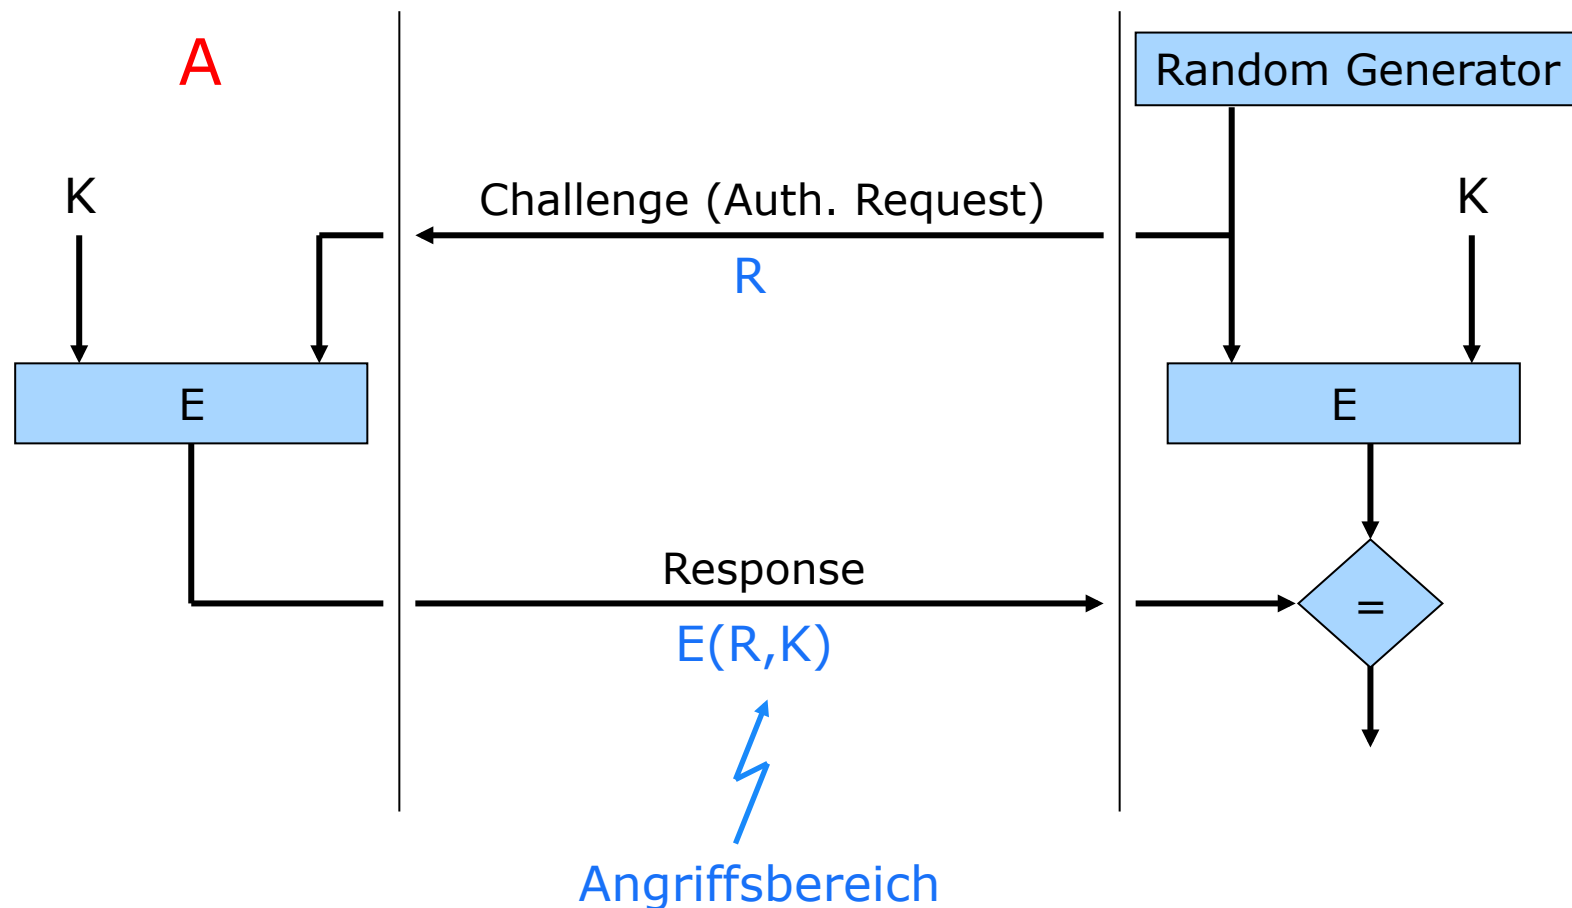 A
Random Generator
K
Challenge (Auth. Request)
K
R
E
E
Response
=
E(R,K)
Angriffsbereich